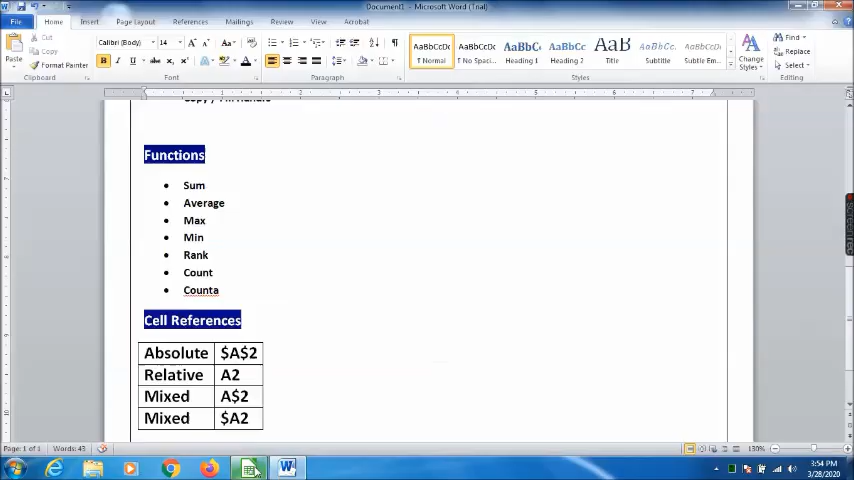 Document1 - Microsoft Word (Trial)
File Home Insert Page Layout References Mailings Review View Acrobat
Paste
Cut
Copy
Format Painter
Clipboard
Calibri (Body) 14
Font
Paragraph
AaBbCcDc
¶ Normal
AaBbCcDc
¶ No Spaci...
AaBbC
Heading 1
AaBbCc
Heading 2
AaB
Title
AaBbCc.
Subtitle
AaBbCcDc
Subtle Em...
Change
Styles
Styles
Find
Replace
Select
Editing
Functions
• Sum
• Average
• Max
• Min
• Rank
• Count
• Counta
Cell References
Absolute $A$2
Relative A2
Mixed A$2
Mixed $A2
Page: 1 of 1 Words: 43
130%
3:54 PM
3/28/2020